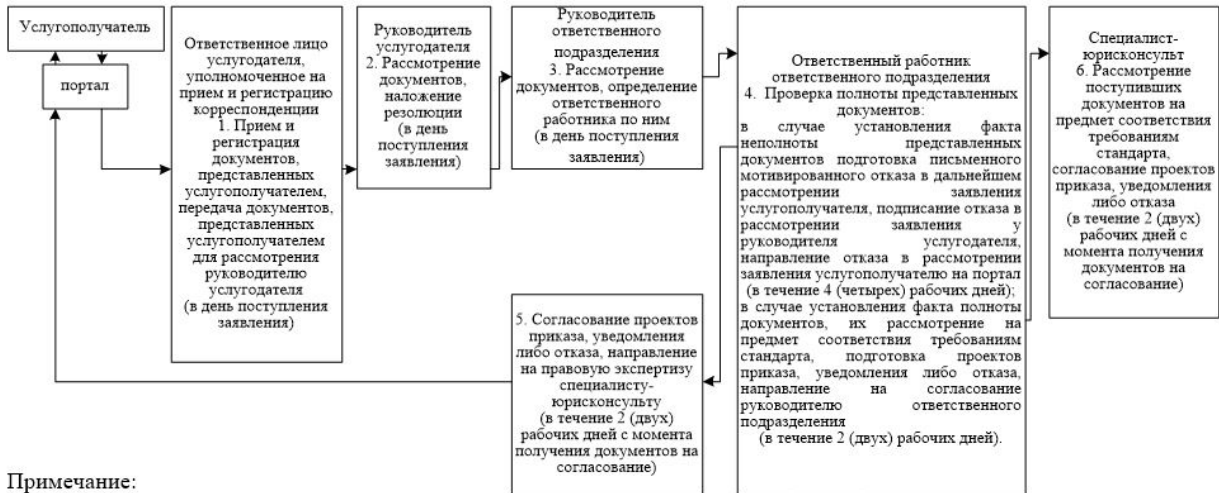 Услугополучатель
портал
Ответственное лицо
услугодателя,
уполномоченное на
прием и регистрацию
корреспонденции
1. Прием и
регистрация
документов,
представленных
услугополучателем,
передача документов,
представленных
услугополучателем
для рассмотрения
руководителю
услугодателя
(в день поступления
заявления)
Руководитель
услугодателя
2. Рассмотрение
документов,
наложение
резолюции
(в день
поступления
заявления)
Руководитель
ответственного
подразделения
3. Рассмотрение
документов, определение
ответственного
работника по ним
(в день поступления
заявления)
Ответственный работник
ответственного подразделения
4. Проверка полноты представленных
документов:
в случае установления факта
неполноты представленных
документов подготовка письменного
мотивированного отказа в дальнейшем
рассмотрении заявления
услугополучателя, подписание отказа в
рассмотрении заявления у
руководителя услугодателя,
направление отказа в рассмотрении
заявления услугополучателю на портал
(в течение 4 (четырех) рабочих дней);
в случае установления факта полноты
документов, их рассмотрение на
предмет соответствия требованиям
стандарта, подготовка проектов
приказа, уведомления либо отказа,
направление на согласование
руководителю ответственного
подразделения
(в течение 2 (двух) рабочих дней).
5. Согласование проектов
приказа, уведомления
либо отказа, направление
на правовую экспертизу
специалисту-
юрисконсульту
(в течение 2 (двух)
рабочих дней с момента
получения документов на
согласование)
Специалист-
юрисконсульт
6. Рассмотрение
поступивших
документов на
предмет соответствия
требованиям
стандарта,
согласование проектов
приказа, уведомления
либо отказа
(в течение 2 (двух)
рабочих дней с
момента получения
документов на
согласование)
Примечание: